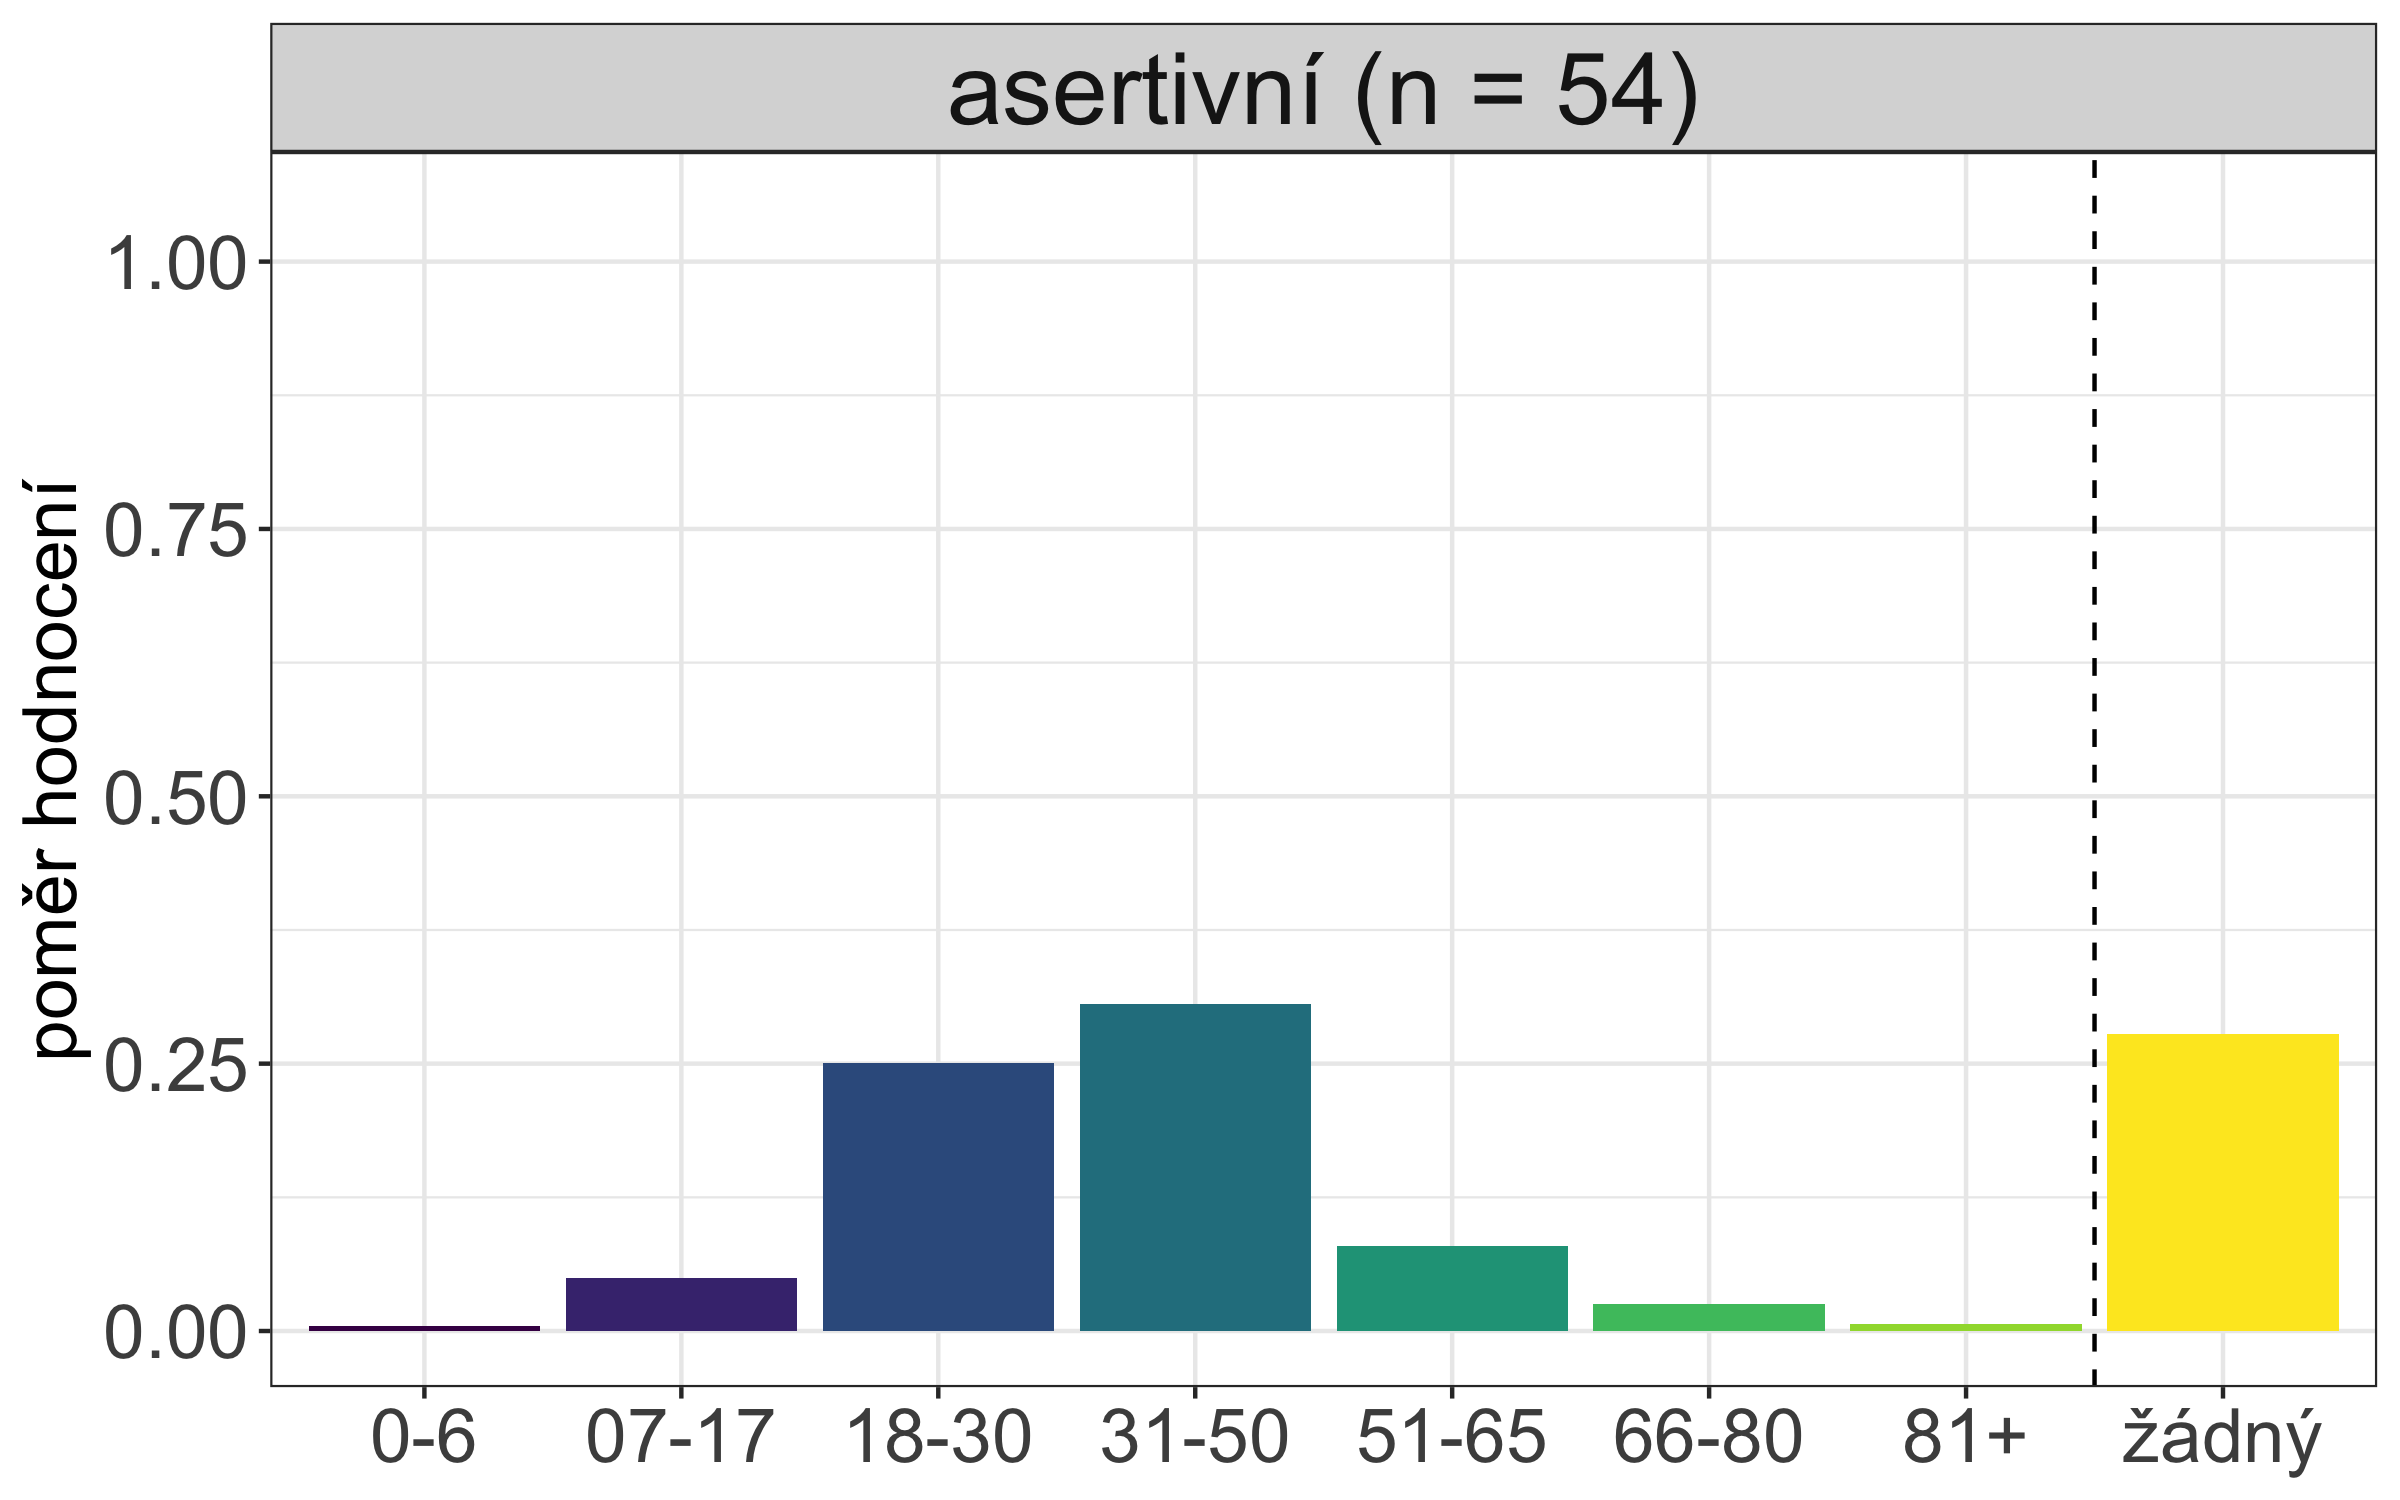 asertivní (n = 54)
poměr hodnocení
1.00
0.75
0.50
0.25
0.00
0-6 07-17 18-30 31-50 51-65 66-80 81+ žádný